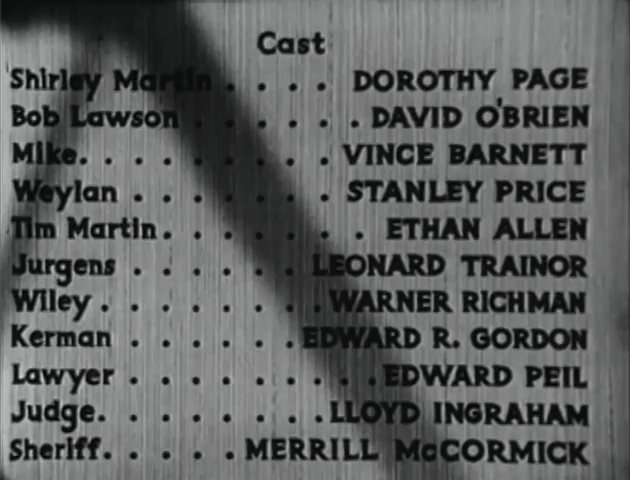 Cast
Shirley Martin . . . . DOROTHY PAGE
Bob Lawson . . . . . . DAVID O'BRIEN
Mike. . . . . . . . . VINCE BARNETT
Weylan . . . . . . . STANLEY PRICE
Tim Martin. . . . . . . ETHAN ALLEN
Jurgens . . . . . . LEONARD TRAINOR
Wiley . . . . . . . . WARNER RICHMAN
Kerman . . . . . . EDWARD R. GORDON
Lawyer . . . . . . . . . EDWARD PEIL
Judge. . . . . . . . LLOYD INGRAHAM
Sheriff. . . . . MERRILL McCORMICK